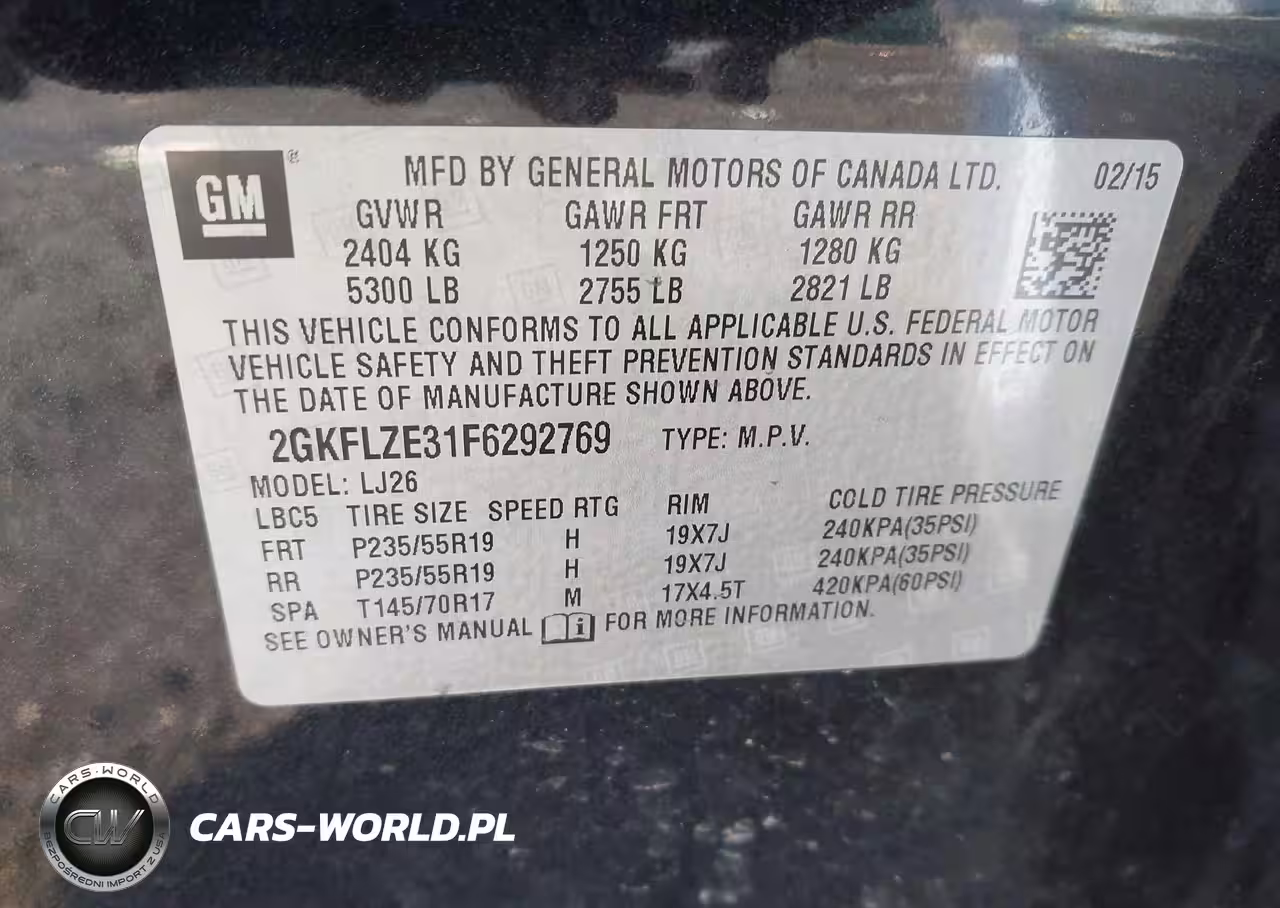 GM ® MFD BY GENERAL MOTORS OF CANADA LTD. 02/15
GVWR GAWR FRT GAWR RR
2404 KG 1250 KG 1280 KG
5300 LB 2755 LB 2821 LB
THIS VEHICLE CONFORMS TO ALL APPLICABLE U.S. FEDERAL MOTOR
VEHICLE SAFETY AND THEFT PREVENTION STANDARDS IN EFFECT ON
THE DATE OF MANUFACTURE SHOWN ABOVE.
2GKFLZE31F6292769 TYPE: M.P.V.
MODEL: LJ26
LBC5 TIRE SIZE SPEED RTG RIM COLD TIRE PRESSURE
FRT P235/55R19 H 19X7J 240KPA(35PSI)
RR P235/55R19 H 19X7J 240KPA(35PSI)
SPA T145/70R17 M 17X4.5T 420KPA(60PSI)
SEE OWNER'S MANUAL i FOR MORE INFORMATION.
CARS-WORLD
CW
BEZPOŚREDNI IMPORT Z USA
CARS-WORLD.PL